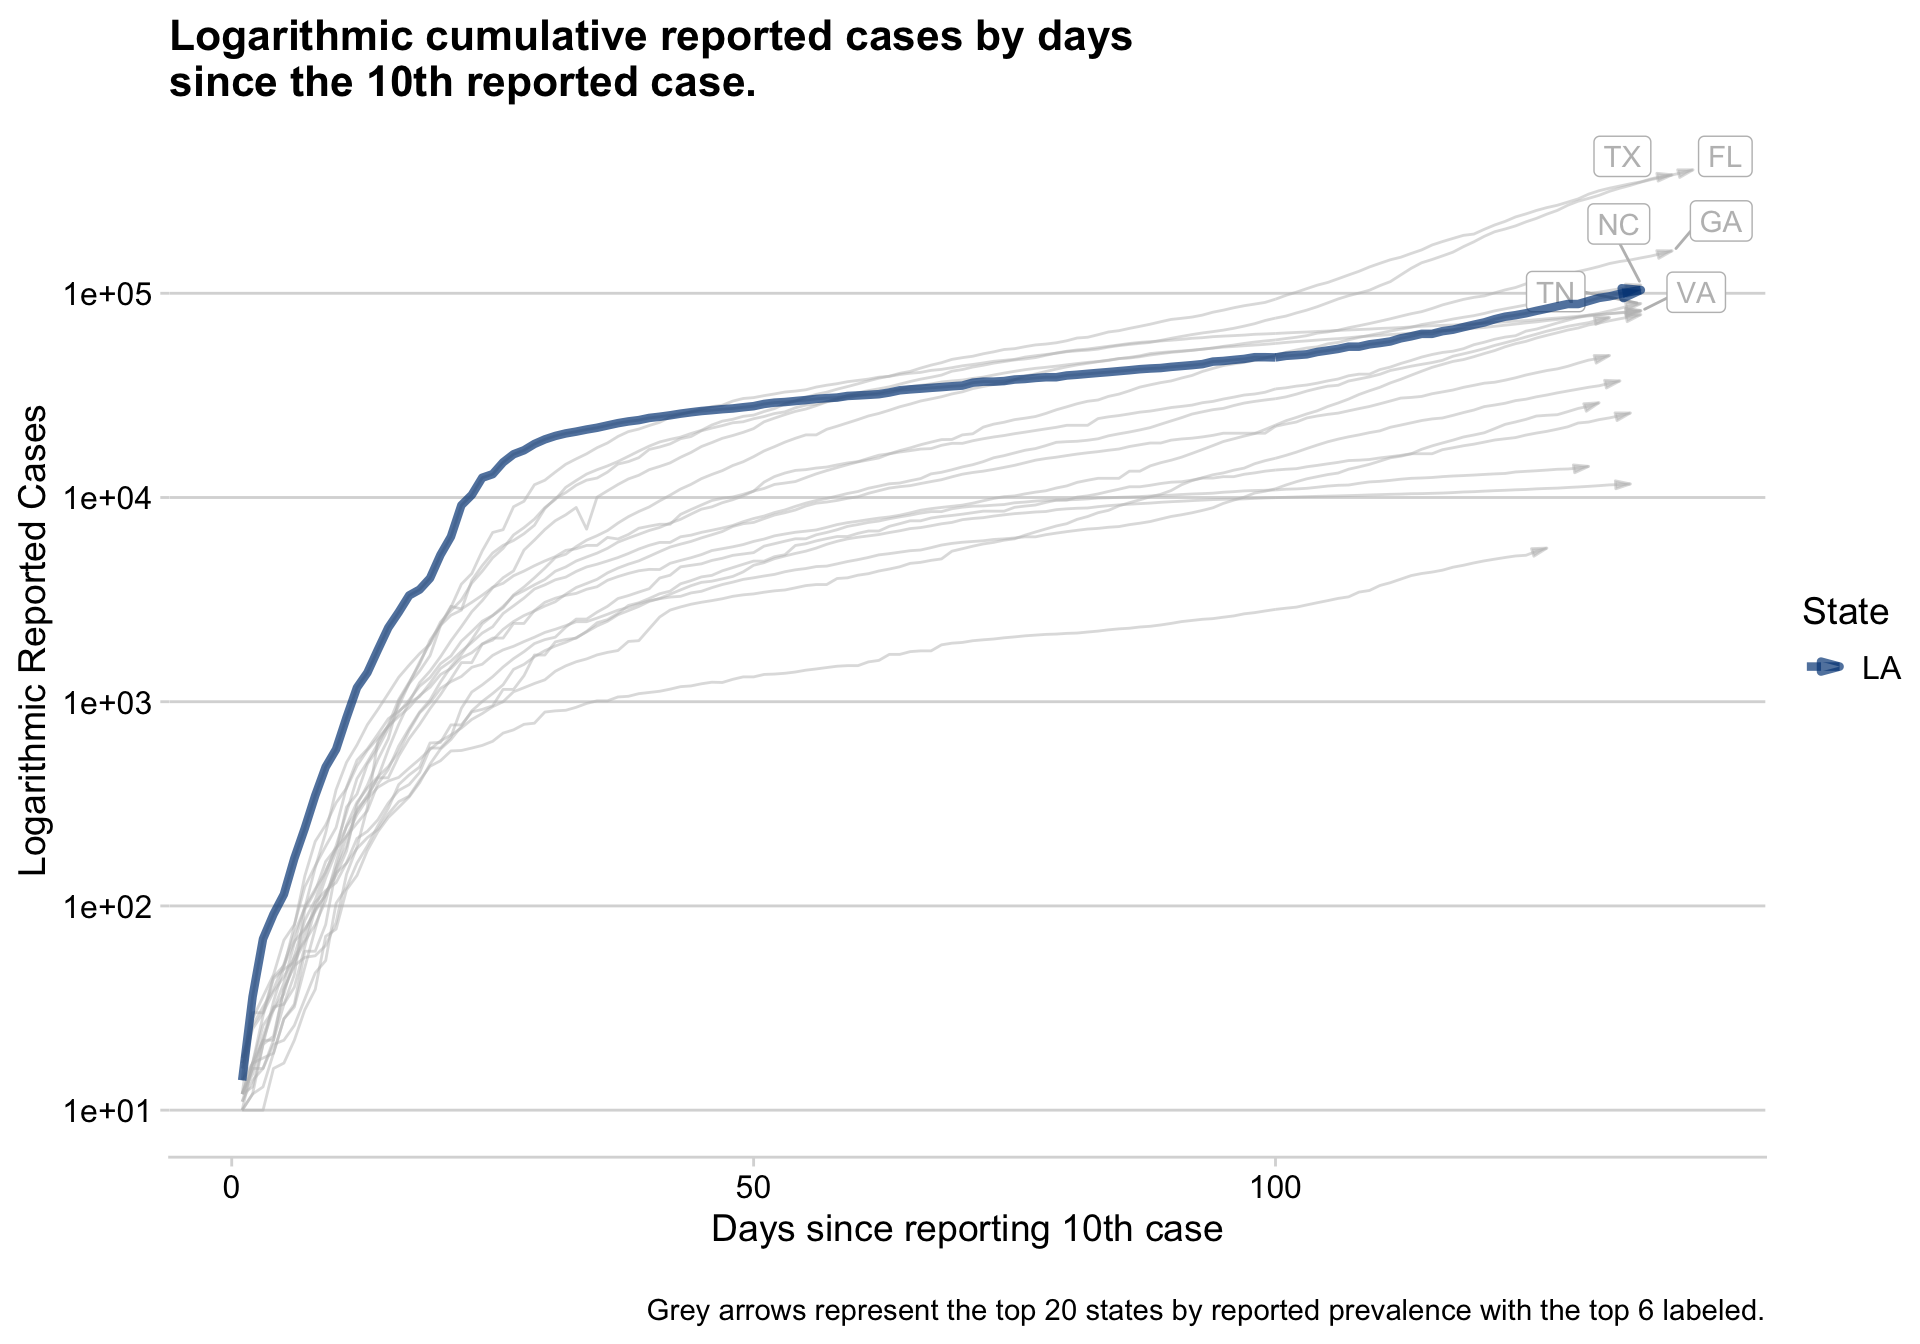 Logarithmic cumulative reported cases by days
since the 10th reported case.
TX
FL
NC
GA
TN
VA
1e+05
1e+04
1e+03
1e+02
1e+01
Logarithmic Reported Cases
State
LA
0
50
100
Days since reporting 10th case
Grey arrows represent the top 20 states by reported prevalence with the top 6 labeled.